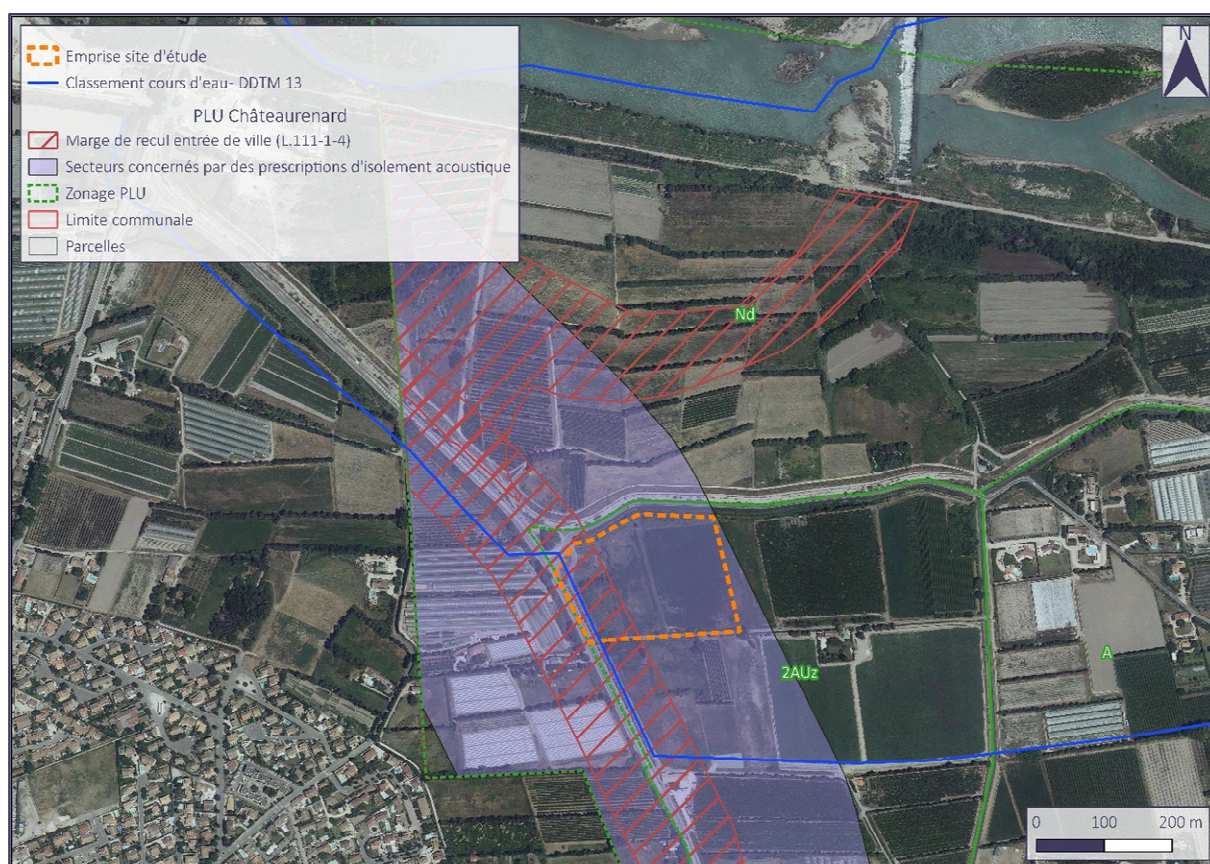 Emprise site d'étude
Classement cours d'eau- DDTM 13
PLU Châteaurenard
Marge de recul entrée de ville (L.111-1-4)
Secteurs concernés par des prescriptions d'isolement acoustique
Zonage PLU
Limite communale
Parcelles
N
Nd
2AUz
A
0 100 200 m